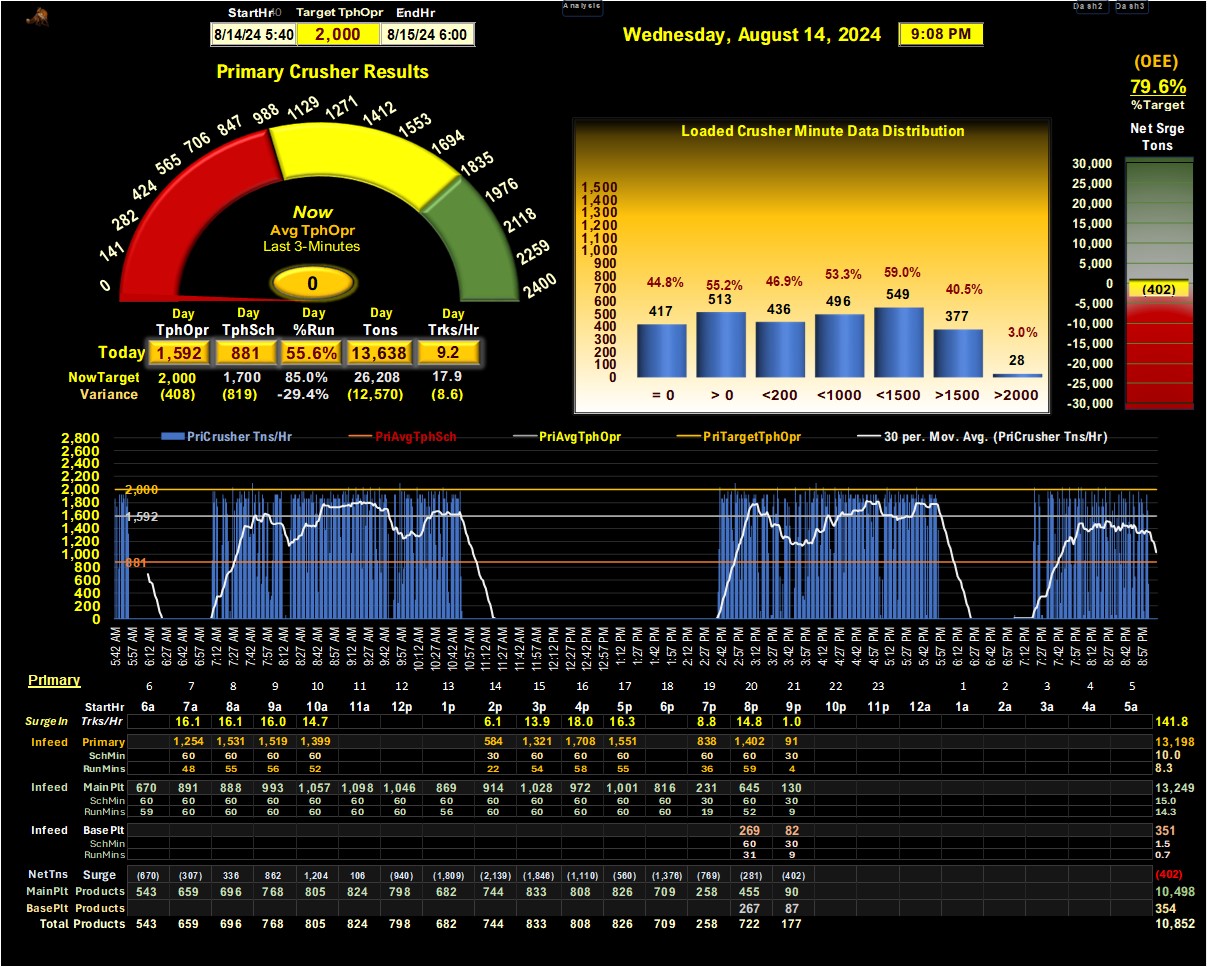 StartHr40 Target TphOpr EndHr
8/14/24 5:40 2,000 8/15/24 6:00
Analysis
Dash2 Dash3
Wednesday, August 14, 2024 9:08 PM
(OEE)
79.6%
%Target
Primary Crusher Results
0 141 282 424 565 706 847 988 1129 1271 1412 1553 1694 1835 1976 2118 2259 2400
Now
Avg TphOpr
Last 3-Minutes
0
Day Day Day Day Day
TphOpr TphSch %Run Tons Trks/Hr
Today 1,592 881 55.6% 13,638 9.2
NowTarget 2,000 1,700 85.0% 26,208 17.9
Variance (408) (819) -29.4% (12,570) (8.6)
Loaded Crusher Minute Data Distribution
1,500
1,400
1,300
1,200
1,100
1,000
900
800
700
600
500
400
300
200
100
0
44.8% 55.2% 46.9% 53.3% 59.0% 40.5% 3.0%
417 513 436 496 549 377 28
= 0 > 0 <200 <1000 <1500 >1500 >2000
Net Srge
Tons
30,000
25,000
20,000
15,000
10,000
5,000
0
-5,000
-10,000
-15,000
-20,000
-25,000
-30,000
(402)
PriCrusher Tns/Hr PriAvgTphSch PriAvgTphOpr PriTargetTphOpr 30 per. Mov. Avg. (PriCrusher Tns/Hr)
2,800
2,600
2,400
2,200
2,000
1,800
1,600
1,400
1,200
1,000
800
600
400
200
0
2,000
1,592
881
5:42 AM 5:57 AM 6:12 AM 6:27 AM 6:42 AM 6:57 AM 7:12 AM 7:27 AM 7:42 AM 7:57 AM 8:12 AM 8:27 AM 8:42 AM 8:57 AM 9:12 AM 9:27 AM 9:42 AM 9:57 AM 10:12 AM 10:27 AM 10:42 AM 10:57 AM 11:12 AM 11:27 AM 11:42 AM 11:57 AM 12:12 PM 12:27 PM 12:42 PM 12:57 PM 1:12 PM 1:27 PM 1:42 PM 1:57 PM 2:12 PM 2:27 PM 2:42 PM 2:57 PM 3:12 PM 3:27 PM 3:42 PM 3:57 PM 4:12 PM 4:27 PM 4:42 PM 4:57 PM 5:12 PM 5:27 PM 5:42 PM 5:57 PM 6:12 PM 6:27 PM 6:42 PM 6:57 PM 7:12 PM 7:27 PM 7:42 PM 7:57 PM 8:12 PM 8:27 PM 8:42 PM 8:57 PM
Primary
6 7 8 9 10 11 12 13 14 15 16 17 18 19 20 21 22 23 1 2 3 4 5
StartHr 6a 7a 8a 9a 10a 11a 12p 1p 2p 3p 4p 5p 6p 7p 8p 9p 10p 11p 12a 1a 2a 3a 4a 5a
SurgeIn Trks/Hr 16.1 16.1 16.0 14.7 6.1 13.9 18.0 16.3 8.8 14.8 1.0 141.8
Infeed Primary 1,254 1,531 1,519 1,399 584 1,321 1,708 1,551 838 1,402 91 13,198
SchMin 60 60 60 60 30 60 60 60 60 60 30 10.0
RunMins 48 55 56 52 22 54 58 55 36 59 4 8.3
Infeed MainPlt 670 891 888 993 1,057 1,098 1,046 869 914 1,028 972 1,001 816 231 645 130 13,249
SchMin 60 60 60 60 60 60 60 60 60 60 60 60 60 30 60 30 15.0
RunMins 59 60 60 60 60 60 60 56 60 60 60 60 60 19 52 9 14.3
Infeed Base Plt 269 82 351
SchMin 60 30 1.5
RunMins 31 9 0.7
NetTns Surge (670) (307) 336 862 1,204 106 (940) (1,809) (2,139) (1,846) (1,110) (560) (1,376) (769) (281) (402) (402)
MainPlt Products 543 659 696 768 805 824 798 682 744 833 808 826 709 258 455 90 10,498
BasePlt Products 267 87 354
Total Products 543 659 696 768 805 824 798 682 744 833 808 826 709 258 722 177 10,852